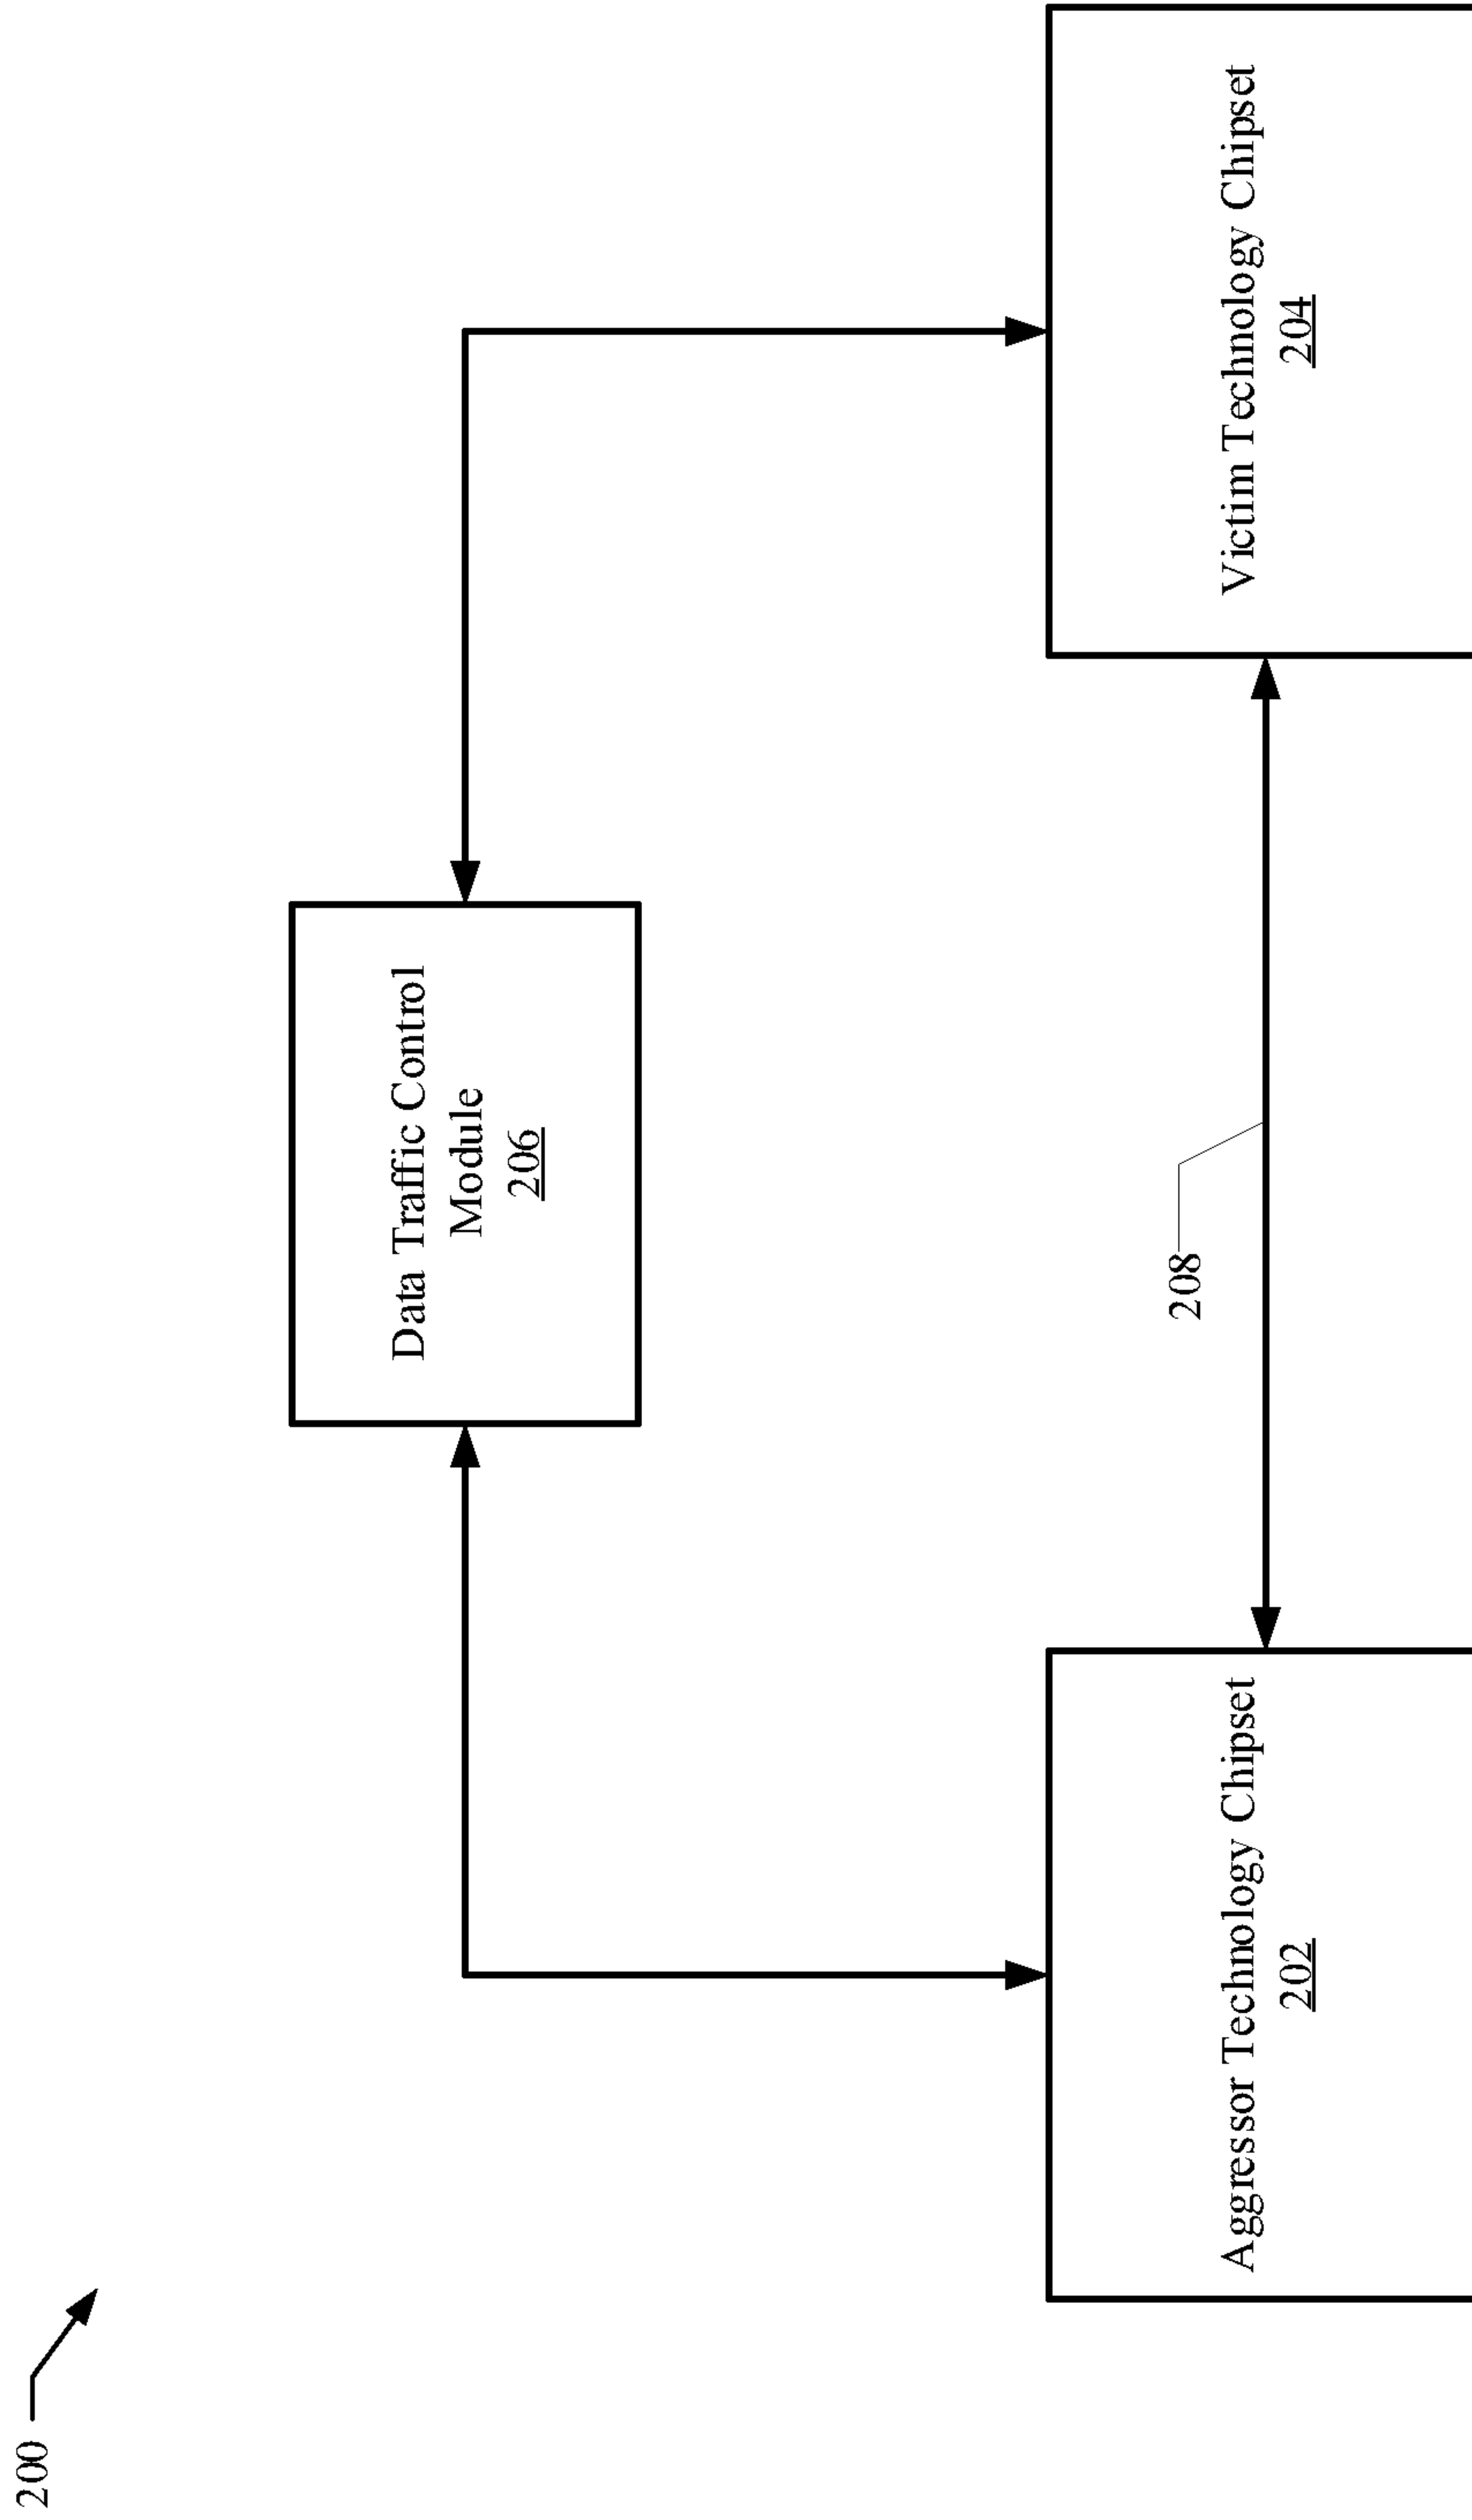 200
Data Traffic Control
Module
206
208
Aggressor Technology Chipset
202
Victim Technology Chipset
204